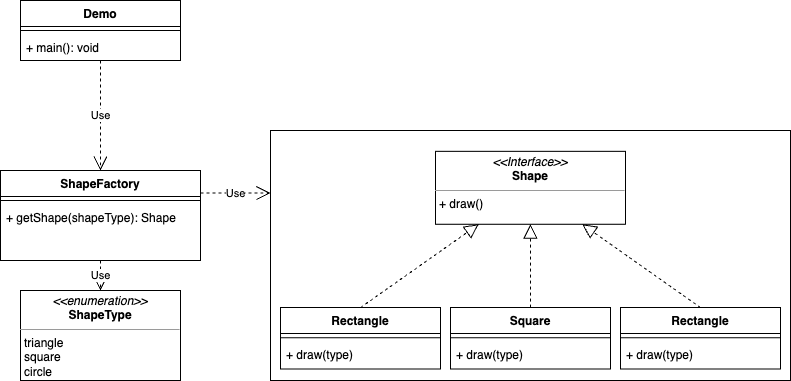 Demo
+ main(): void
Use
ShapeFactory
+ getShape(shapeType): Shape
Use
Use
<<enumeration>>
ShapeType
triangle
square
circle
<<Interface>>
Shape
+ draw()
Rectangle
+ draw(type)
Square
+ draw(type)
Rectangle
+ draw(type)